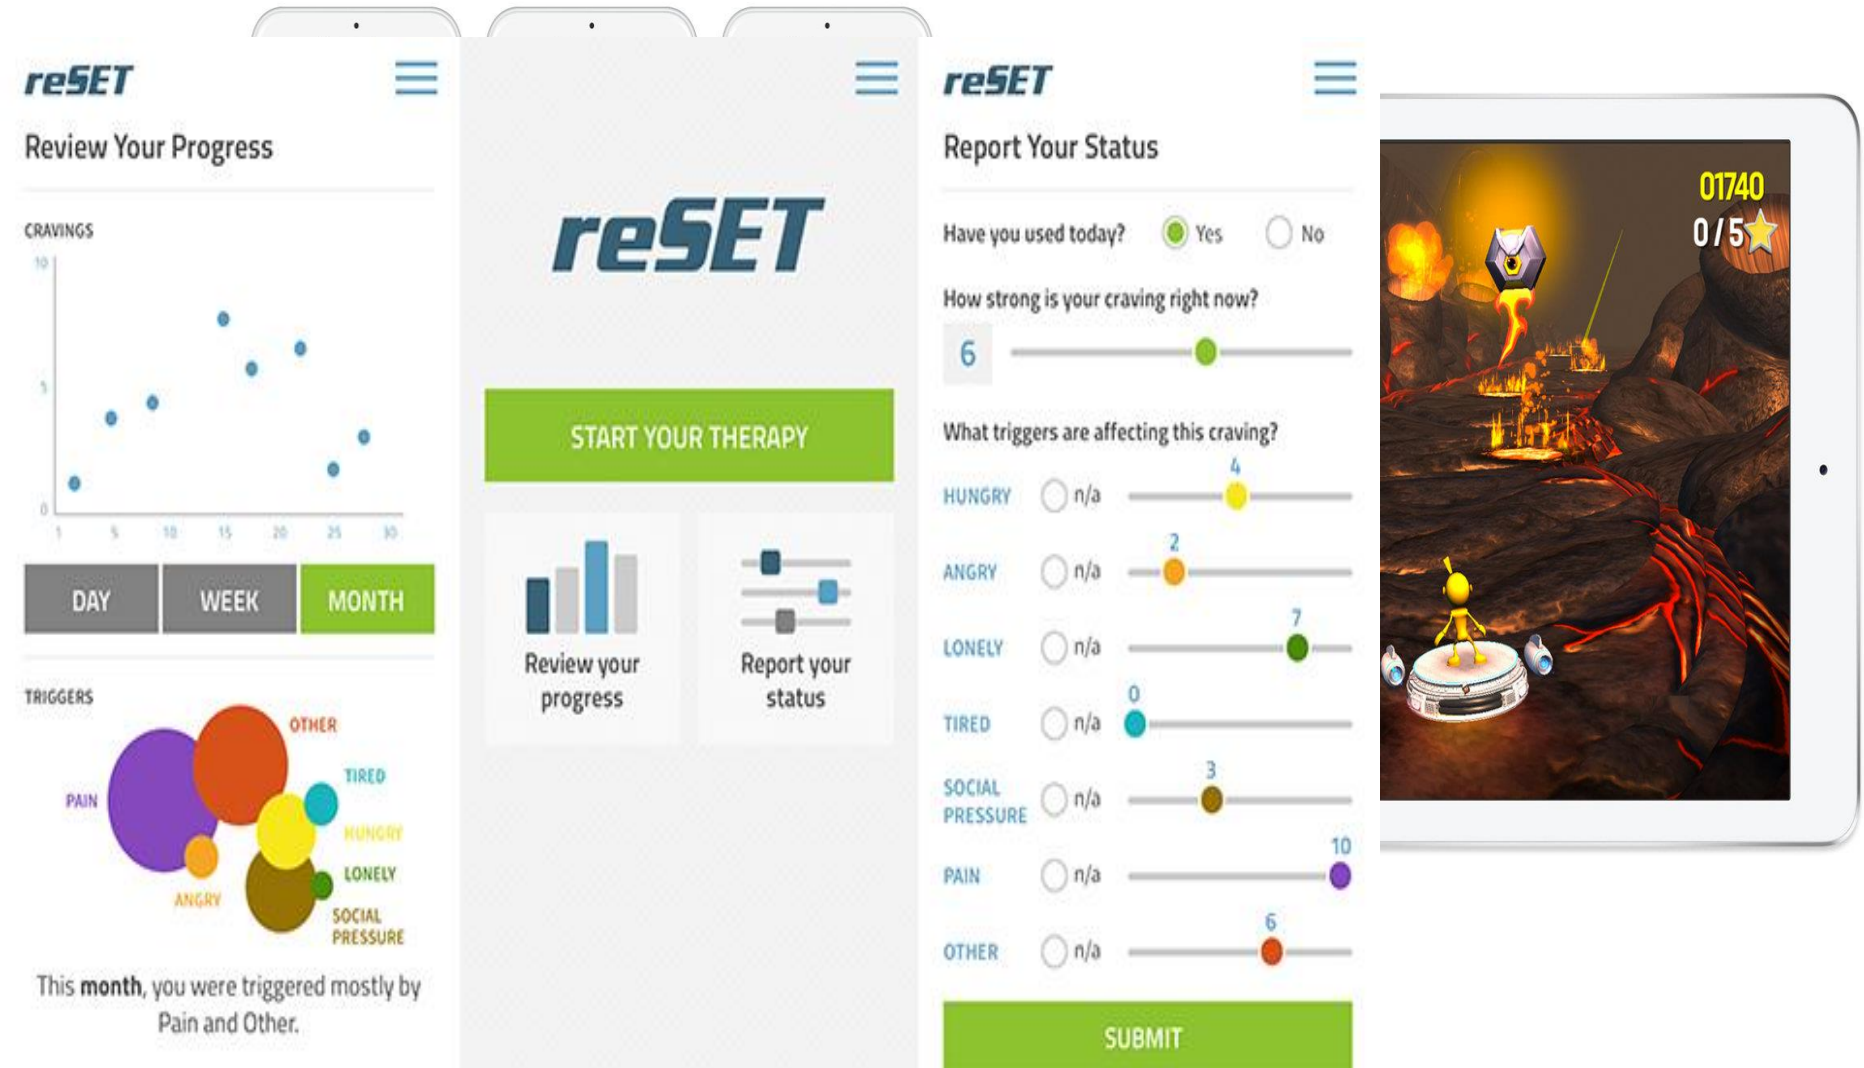 reSET
Review Your Progress
CRAVINGS
10
5
0
1 5 10 15 20 25 30
DAY WEEK MONTH
TRIGGERS
OTHER
TIRED
PAIN
HUNGRY
LONELY
ANGRY
SOCIAL
PRESSURE
This month, you were triggered mostly by
Pain and Other.
reSET
START YOUR THERAPY
Review your
progress
Report your
status
reSET
Report Your Status
Have you used today? Yes No
How strong is your craving right now?
6
What triggers are affecting this craving?
4
HUNGRY n/a
2
ANGRY n/a
7
LONELY n/a
0
TIRED n/a
3
SOCIAL
PRESSURE n/a
10
PAIN n/a
6
OTHER n/a
SUBMIT
01740
0/5